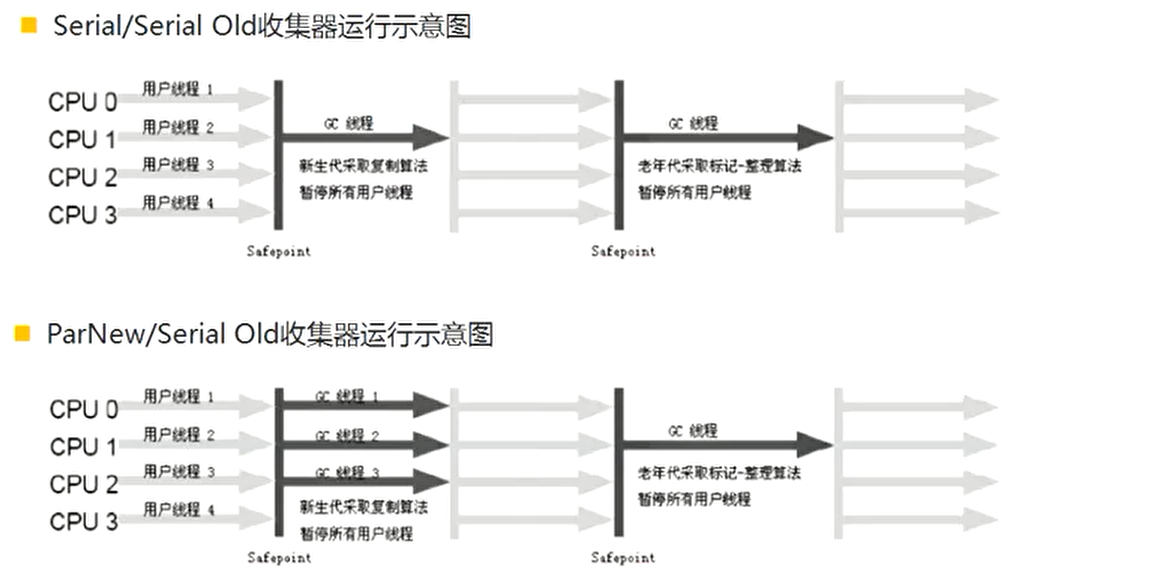 Serial/Serial Old收集器运行示意图
CPU 0 用户线程 1
CPU 1 用户线程 2
CPU 2 用户线程 3
CPU 3 用户线程 4
GC 线程
新生代采取复制算法
暂停所有用户线程
GC 线程
老年代采取标记-整理算法
暂停所有用户线程
Safepoint
Safepoint
ParNew/Serial Old收集器运行示意图
CPU 0 用户线程 1
CPU 1 用户线程 2
CPU 2 用户线程 3
CPU 3 用户线程 4
GC 线程 1
GC 线程 2
GC 线程 3
新生代采取复制算法
暂停所有用户线程
GC 线程
老年代采取标记-整理算法
暂停所有用户线程
Safepoint
Safepoint